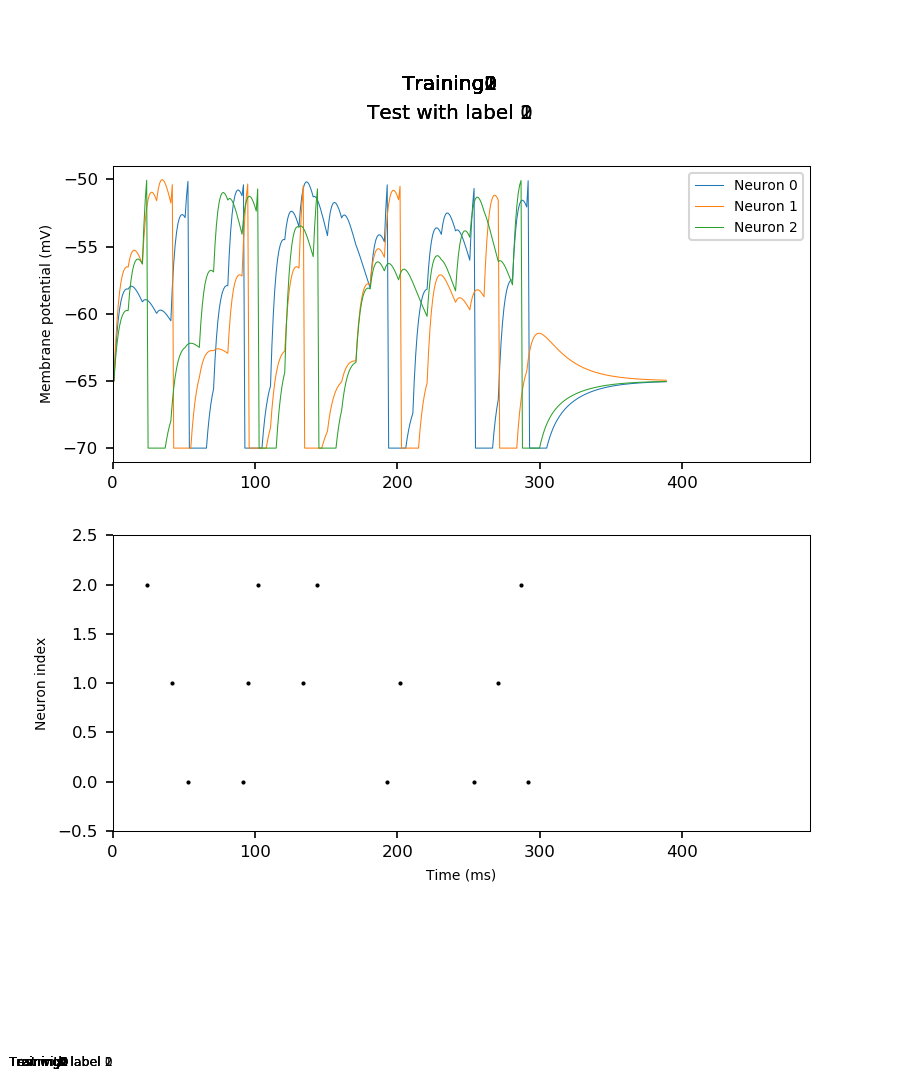 Training
Test with label
Membrane potential (mV)
−50
−55
−60
−65
−70
0 100 200 300 400
Neuron 0
Neuron 1
Neuron 2
Neuron index
2.5
2.0
1.5
1.0
0.5
0.0
−0.5
0 100 200 300 400
Time (ms)
label